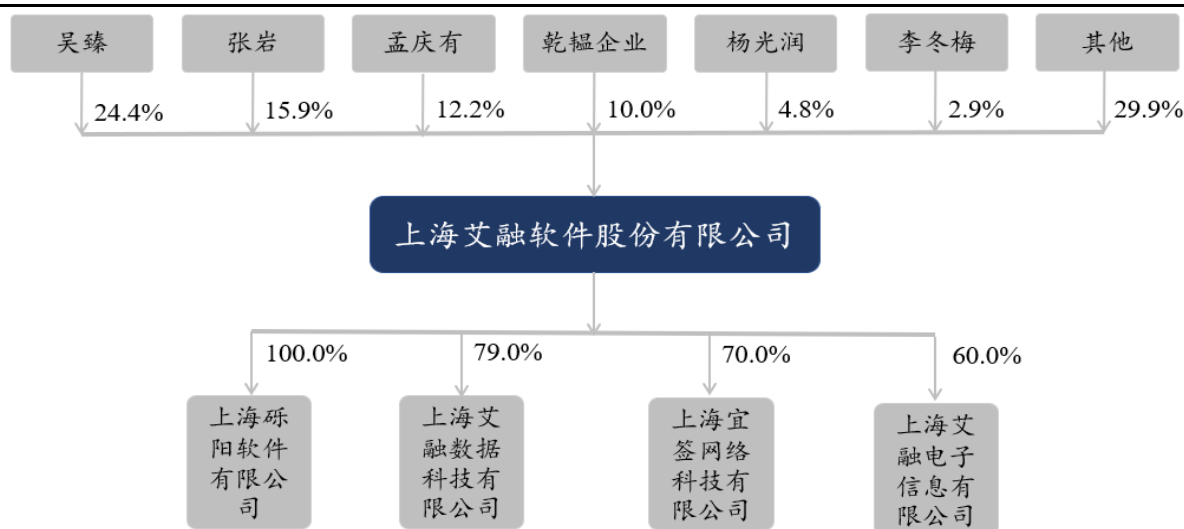 吴臻 张岩 孟庆有 乾韫企业 杨光润 李冬梅 其他
24.4% 15.9% 12.2% 10.0% 4.8% 2.9% 29.9%
上海艾融软件股份有限公司
100.0% 79.0% 70.0% 60.0%
上海砾
阳软件
有限公
司
上海艾
融数据
科技有
限公司
上海宜
签网络
科技有
限公司
上海艾
融电子
信息有
限公司